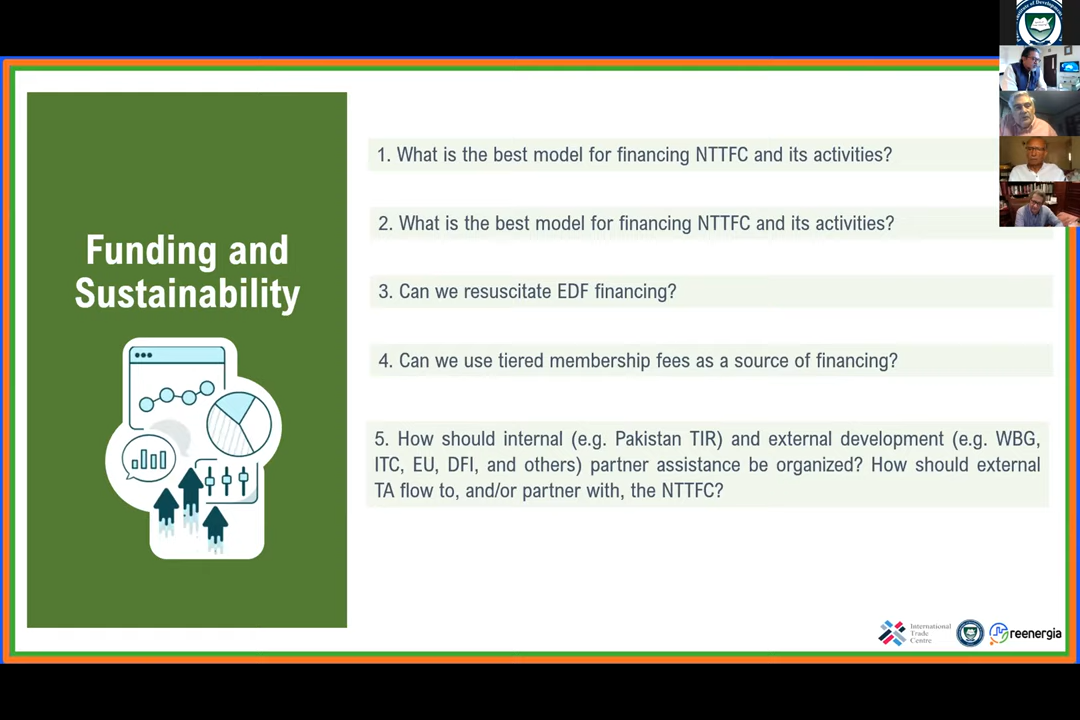 Funding and
Sustainability
1. What is the best model for financing NTTFC and its activities?
2. What is the best model for financing NTTFC and its activities?
3. Can we resuscitate EDF financing?
4. Can we use tiered membership fees as a source of financing?
5. How should internal (e.g. Pakistan TIR) and external development (e.g. WBG,
ITC, EU, DFI, and others) partner assistance be organized? How should external
TA flow to, and/or partner with, the NTTFC?
International
Trade
Centre
reenergia